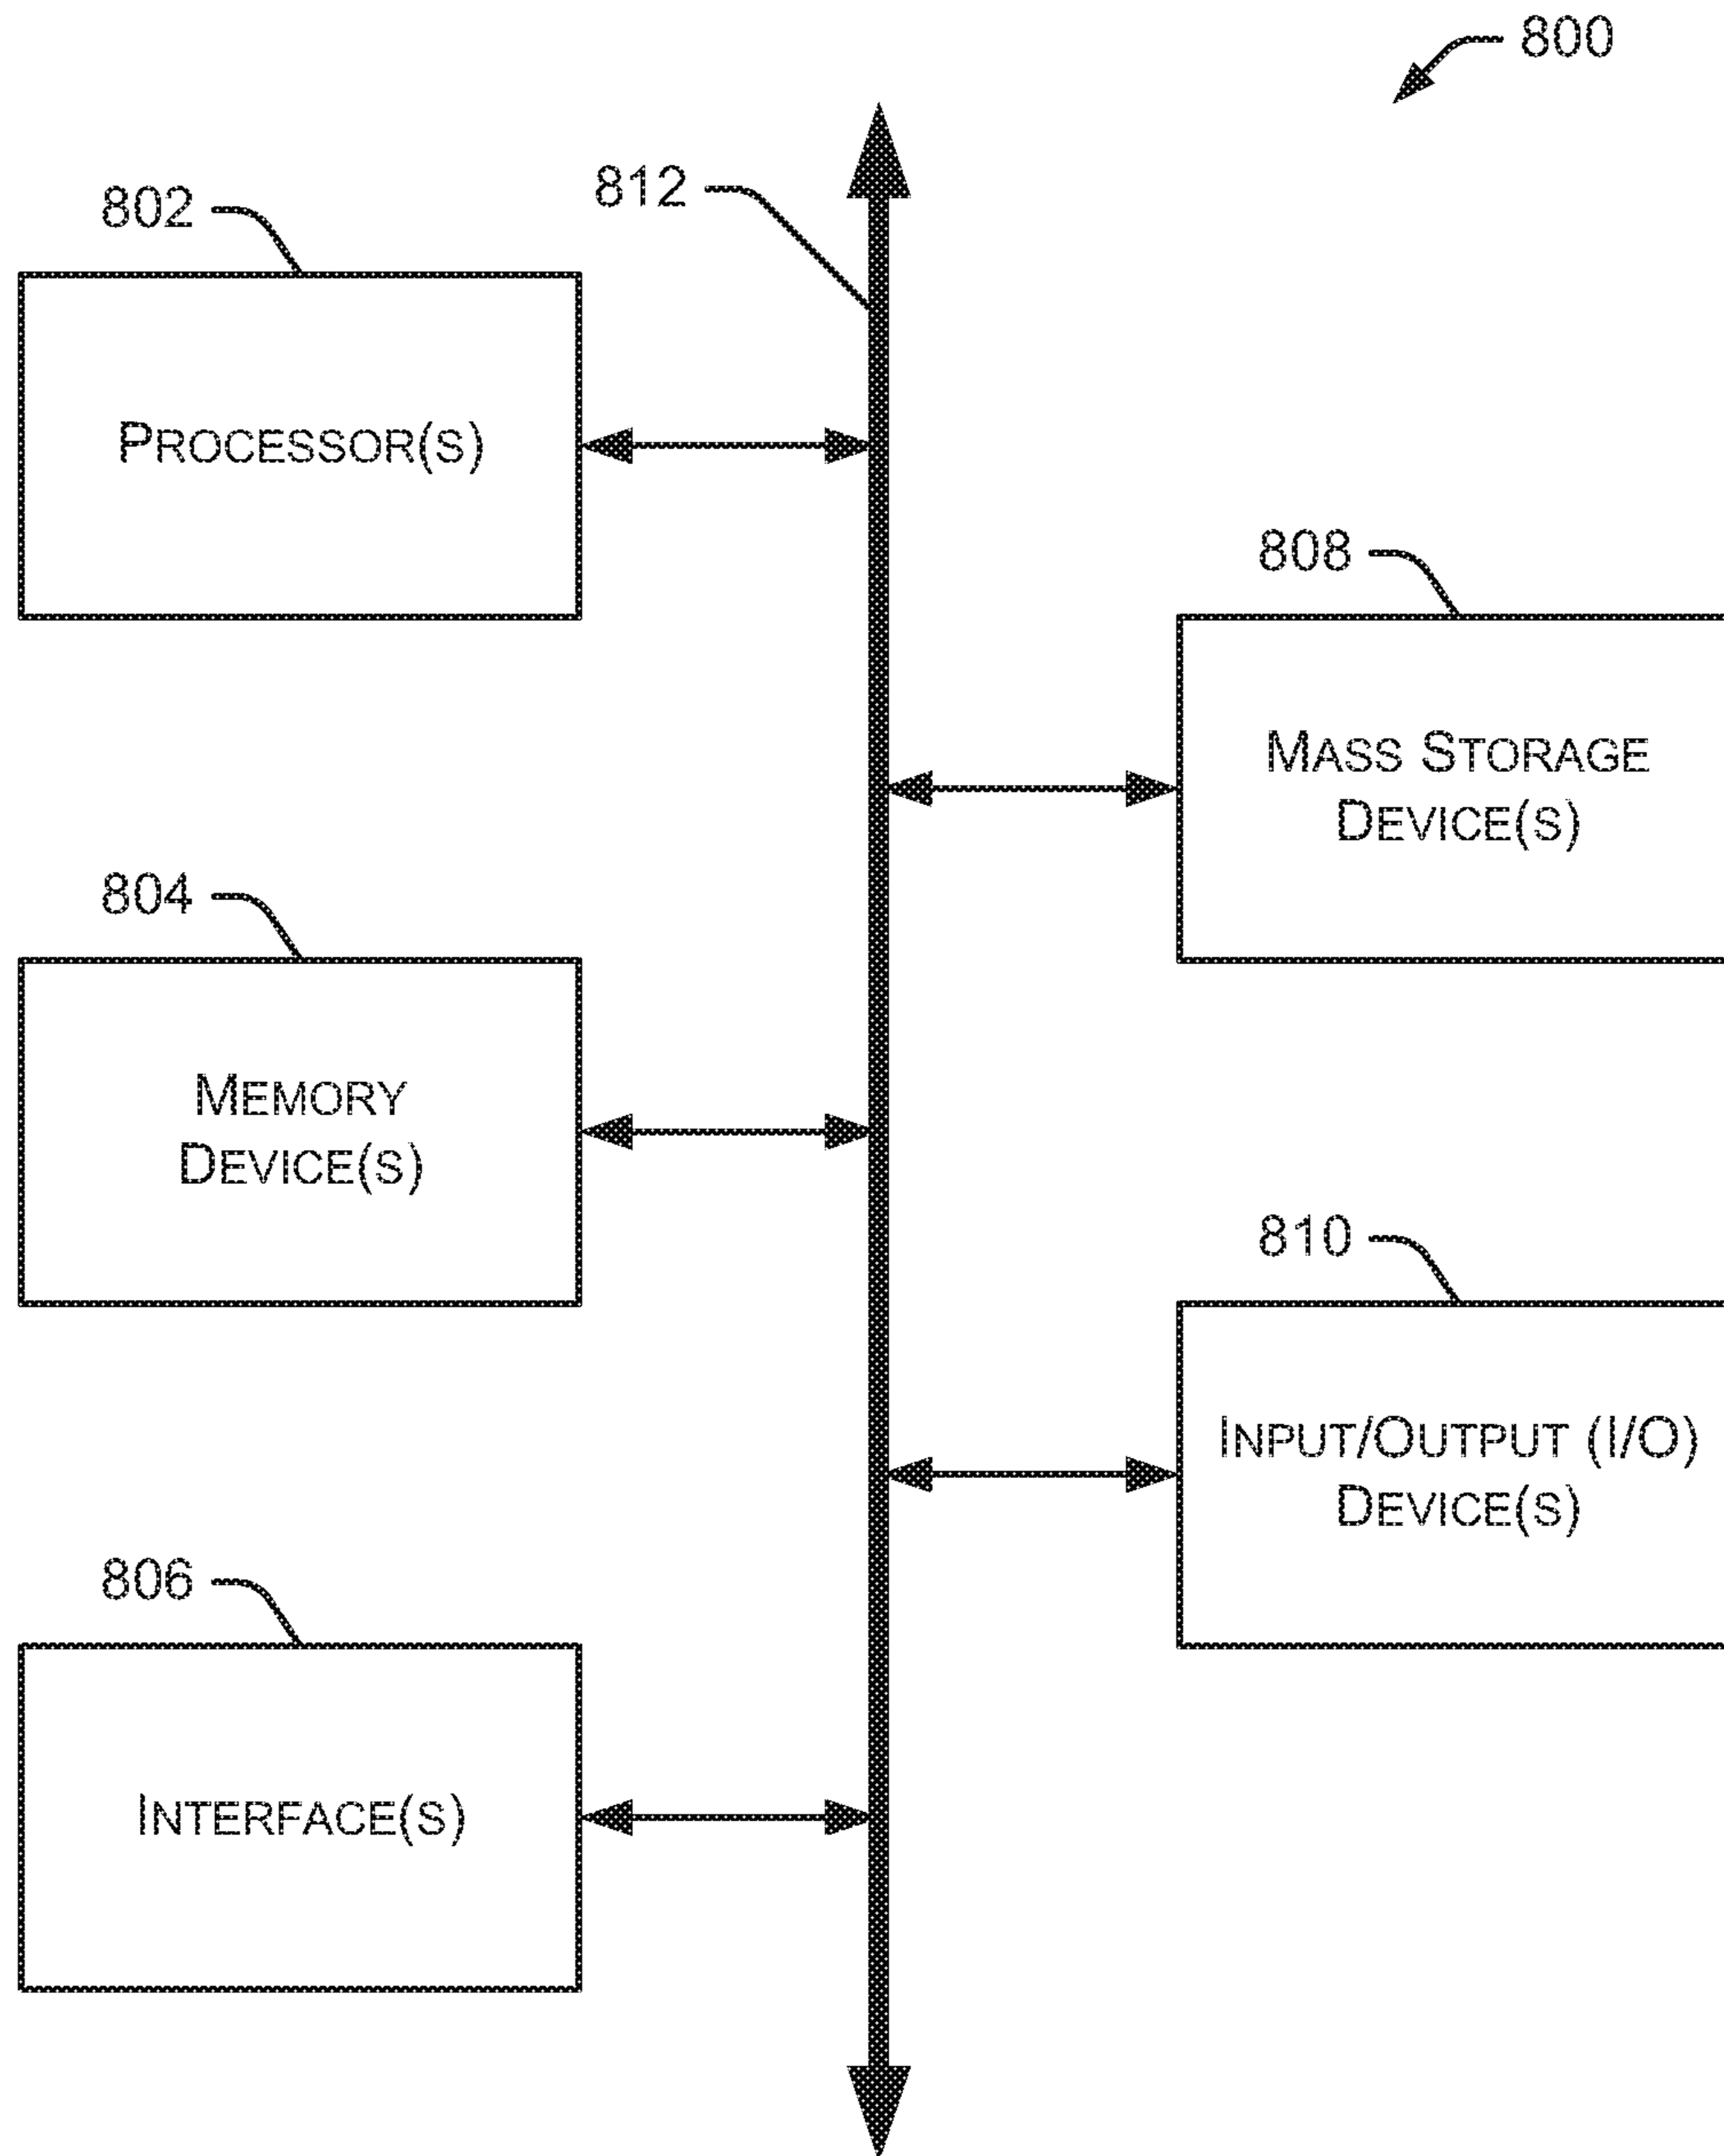 800
812
802
PROCESSOR(S)
808
MASS STORAGE
DEVICE(S)
804
MEMORY
DEVICE(S)
810
INPUT/OUTPUT (I/O)
DEVICE(S)
806
INTERFACE(S)